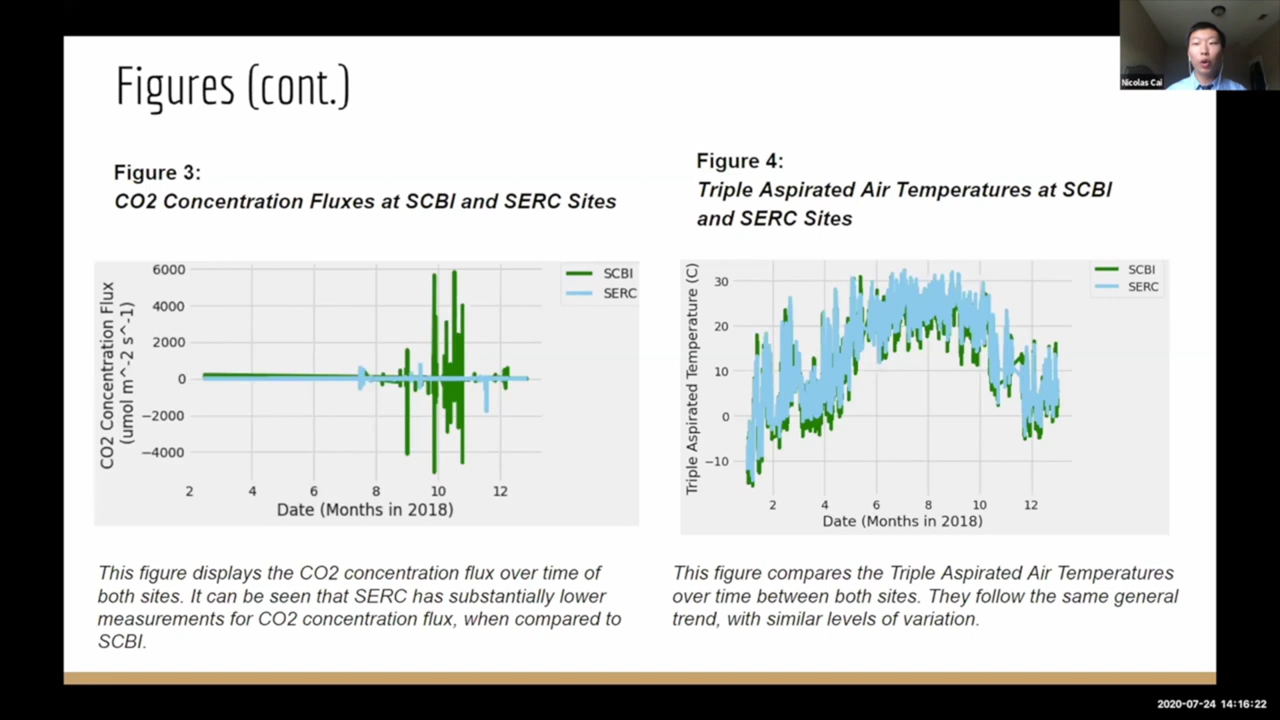 Nicolas Cai
Figures (cont.)
Figure 3:
CO2 Concentration Fluxes at SCBI and SERC Sites
6000
4000
2000
0
−2000
−4000
CO2 Concentration Flux
(umol m^-2 s^-1)
2 4 6 8 10 12
Date (Months in 2018)
SCBI
SERC
This figure displays the CO2 concentration flux over time of
both sites. It can be seen that SERC has substantially lower
measurements for CO2 concentration flux, when compared to
SCBI.
Figure 4:
Triple Aspirated Air Temperatures at SCBI
and SERC Sites
30
20
10
0
−10
Triple Aspirated Temperature (C)
2 4 6 8 10 12
Date (Months in 2018)
SCBI
SERC
This figure compares the Triple Aspirated Air Temperatures
over time between both sites. They follow the same general
trend, with similar levels of variation.
2020-07-24 14:16:22